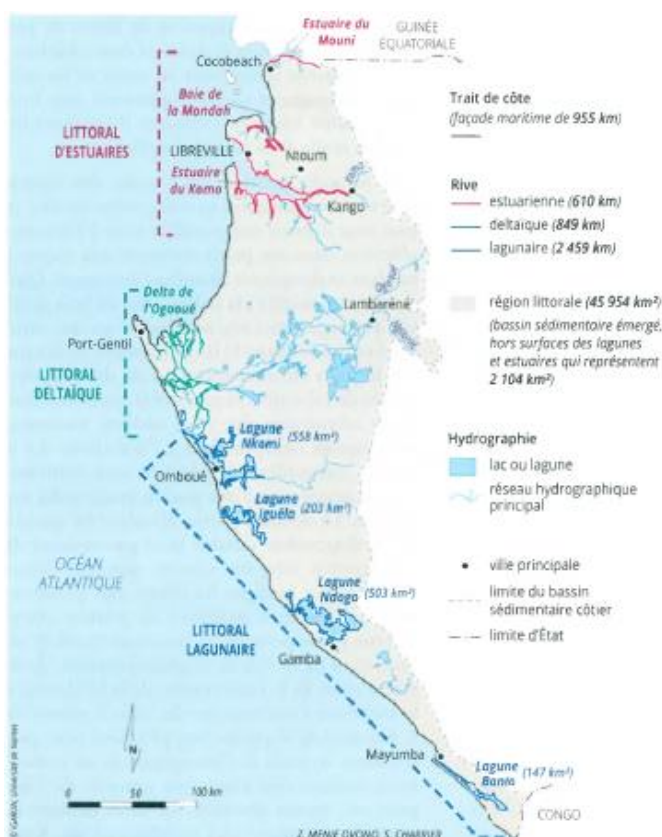 Estuaire du
Mouni
GUINÉE
ÉQUATORIALE
Cocobeach
Baie de
la Mondah
LITTORAL
D'ESTUAIRES
LIBREVILLE
Ntoum
Estuaire
du Komo
Kango
Delta de
l'Ogooué
Lambaréné
Port-Gentil
LITTORAL
DELTAÏQUE
Lagune
Nkomi (558 km²)
Omboué
Lagune
Iguéla (203 km²)
OCÉAN
ATLANTIQUE
Lagune
Ndogo (503 km²)
LITTORAL
LAGUNAIRE
Gamba
Mayumba
Lagune
Banio (147 km²)
CONGO
N
0 50 100 km
Trait de côte
(façade maritime de 955 km)
Rive
estuarienne (610 km)
deltaïque (849 km)
lagunaire (2 459 km)
région littorale (45 954 km²)
(bassin sédimentaire émergé,
hors surfaces des lagunes
et estuaires qui représentent
2 104 km²)
Hydrographie
lac ou lagune
réseau hydrographique
principal
ville principale
limite du bassin
sédimentaire côtier
limite d'État
Université de Nantes
Z. MENIE OVONO, S. CHARRIER